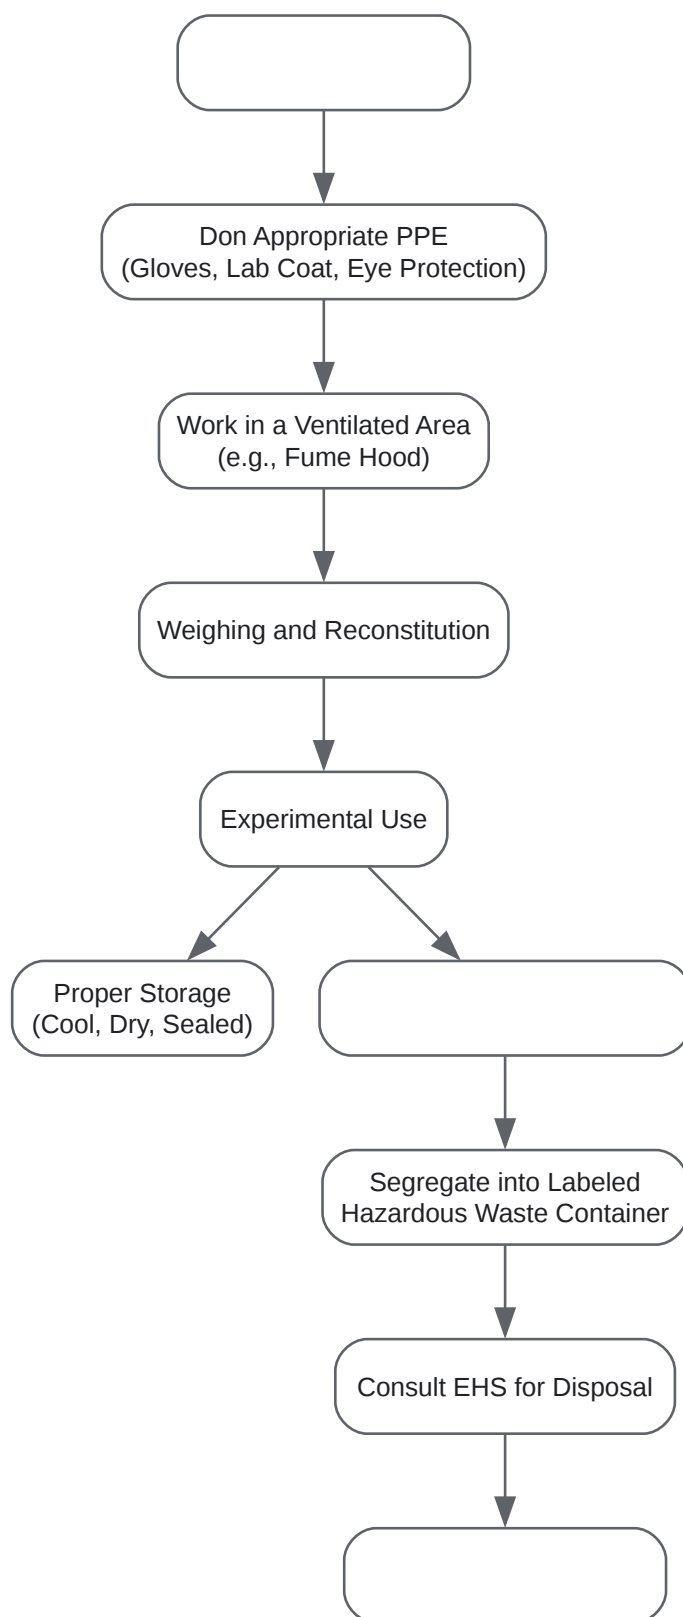 Don Appropriate PPE
(Gloves, Lab Coat, Eye Protection)
Work in a Ventilated Area
(e.g., Fume Hood)
Weighing and Reconstitution
Experimental Use
Proper Storage
(Cool, Dry, Sealed)
Segregate into Labeled
Hazardous Waste Container
Consult EHS for Disposal